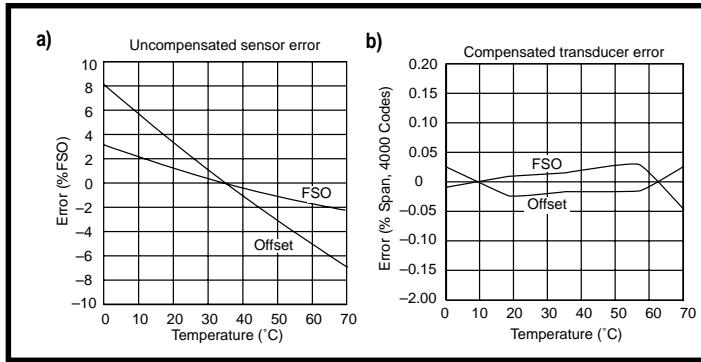 a)
Uncompensated sensor error
Error (%FSO)
10
8
6
4
2
0
−2
−4
−6
−8
−10
FSO
Offset
0 10 20 30 40 50 60 70
Temperature (˚C)
b)
Compensated transducer error
Error (% Span, 4000 Codes)
0.20
0.15
0.10
0.05
0
−0.05
−0.10
−0.15
−2.00
FSO
Offset
0 10 20 30 40 50 60 70
Temperature (˚C)